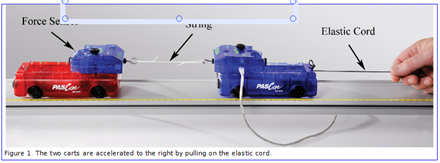 Force
String
Elastic Cord
PASCO
PASCO
Figure 1. The two carts are accelerated to the right by pulling on the elastic cord.